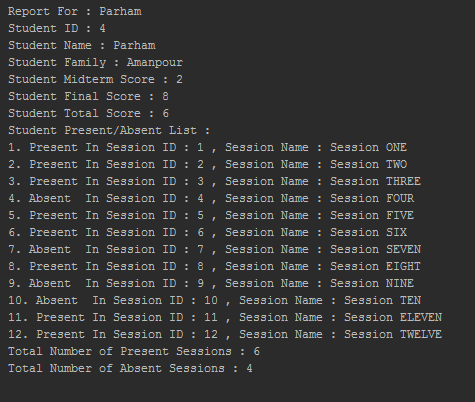 Report For : Parham
Student ID : 4
Student Name : Parham
Student Family : Amanpour
Student Midterm Score : 2
Student Final Score : 8
Student Total Score : 6
Student Present/Absent List :
1. Present In Session ID : 1 , Session Name : Session ONE
2. Present In Session ID : 2 , Session Name : Session TWO
3. Present In Session ID : 3 , Session Name : Session THREE
4. Absent  In Session ID : 4 , Session Name : Session FOUR
5. Present In Session ID : 5 , Session Name : Session FIVE
6. Present In Session ID : 6 , Session Name : Session SIX
7. Absent  In Session ID : 7 , Session Name : Session SEVEN
8. Present In Session ID : 8 , Session Name : Session EIGHT
9. Absent  In Session ID : 9 , Session Name : Session NINE
10. Absent  In Session ID : 10 , Session Name : Session TEN
11. Present In Session ID : 11 , Session Name : Session ELEVEN
12. Present In Session ID : 12 , Session Name : Session TWELVE
Total Number of Present Sessions : 6
Total Number of Absent Sessions : 4